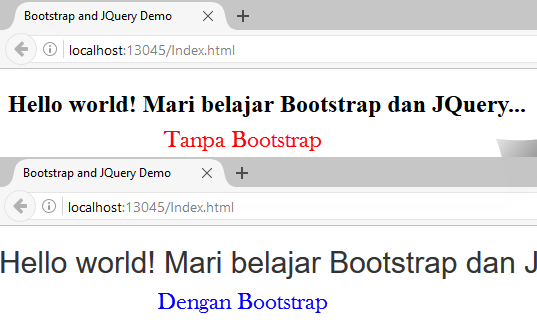 Bootstrap and JQuery Demo
localhost:13045/Index.html
Hello world! Mari belajar Bootstrap dan JQuery...
Tanpa Bootstrap
Bootstrap and JQuery Demo
localhost:13045/Index.html
Hello world! Mari belajar Bootstrap dan J
Dengan Bootstrap